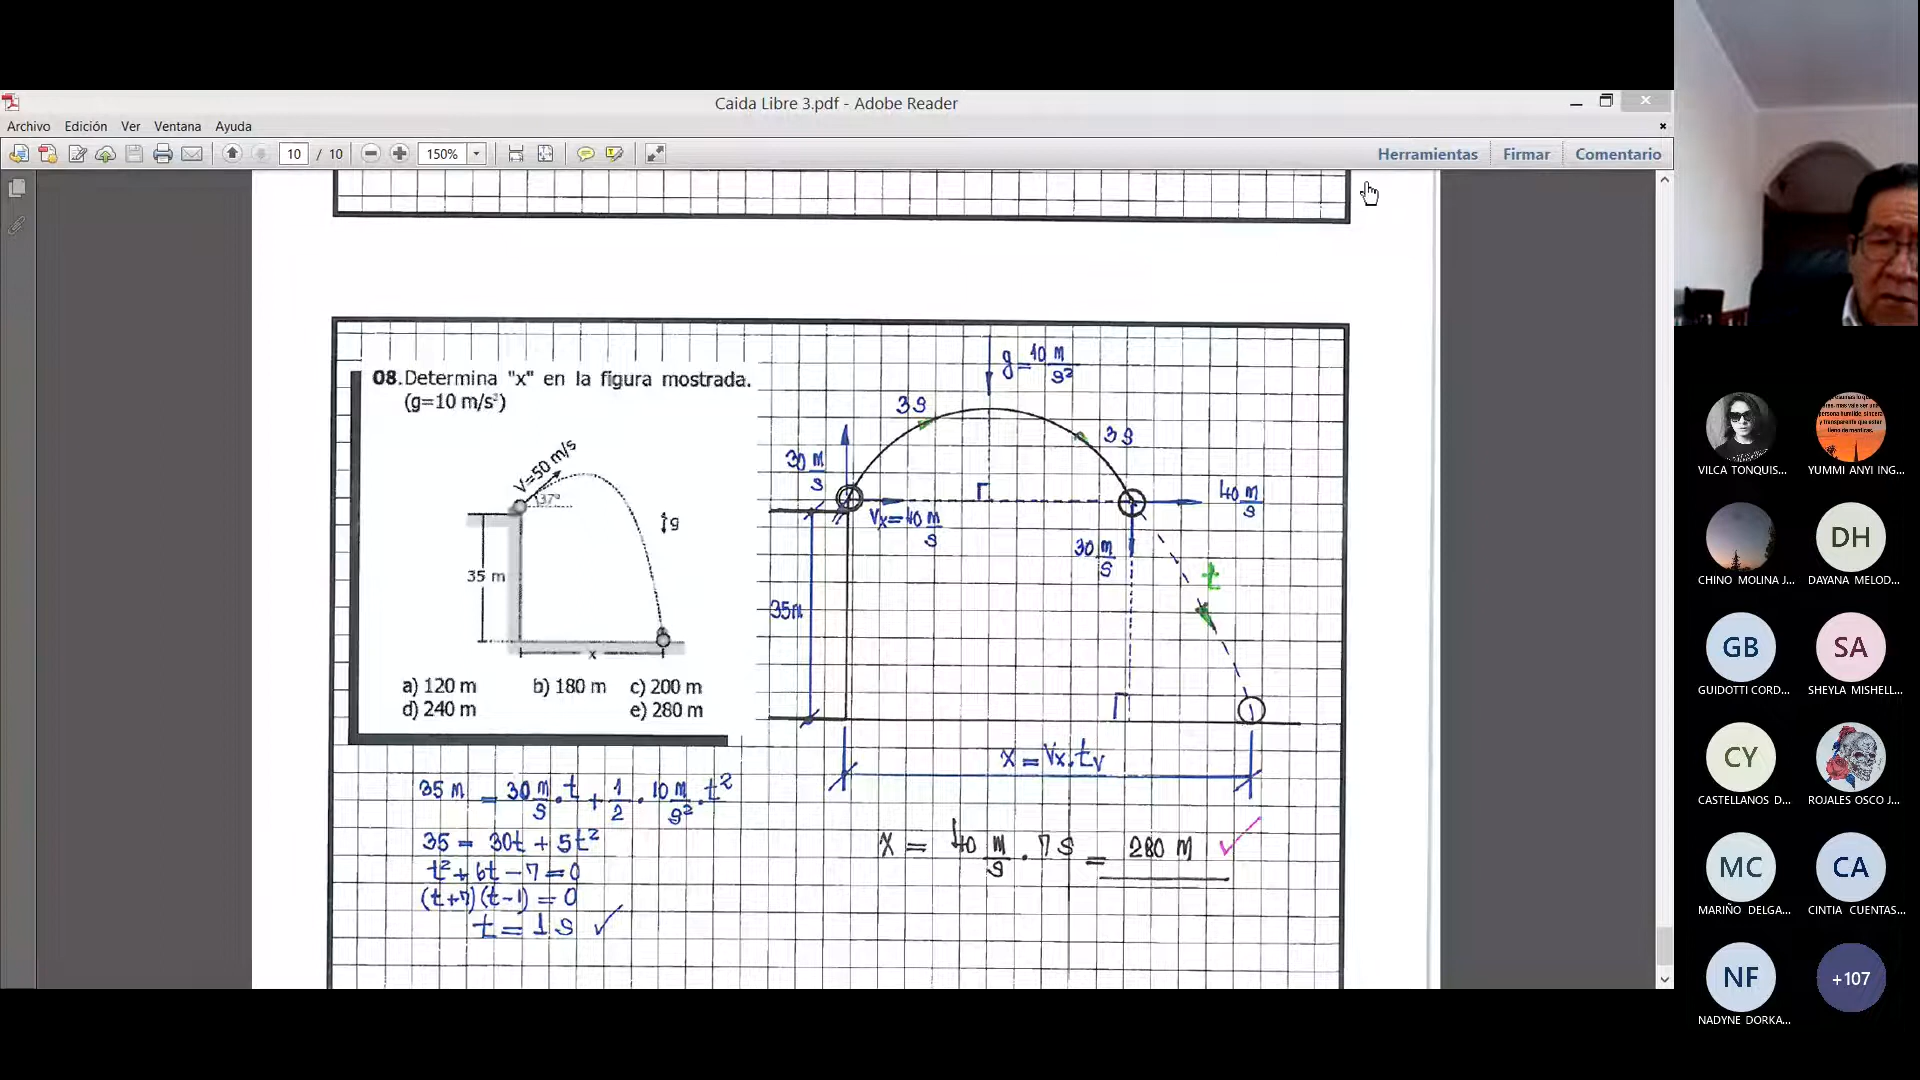 Caida Libre 3.pdf - Adobe Reader
Archivo Edición Ver Ventana Ayuda
10 / 10 150% Herramientas Firmar Comentario
08. Determina "x" en la figura mostrada.
(g=10 m/s²)
V=50 m/s
37°
g
35 m
x
a) 120 m b) 180 m c) 200 m
d) 240 m e) 280 m
g=10 m/s²
3s
3s
30 m/s
Vx=40 m/s
40 m/s
30 m/s
t
35m
x = Vx.tv
35 m = 30 m/s . t + 1/2 . 10 m/s² . t²
35 = 30t + 5t²
t² + 6t - 7 = 0
(t+7)(t-1) = 0
t = 1 s ✓
x = 40 m/s . 7 s = 280 m ✓
VILCA TONQUIS... YUMMI ANYI ING...
DH
CHINO MOLINA J... DAYANA MELOD...
GB SA
GUIDOTTI CORD... SHEYLA MISHELL...
CY
CASTELLANOS D... ROJALES OSCO J...
MC CA
MARIÑO DELGA... CINTIA CUENTAS...
NF +107
NADYNE DORKA...